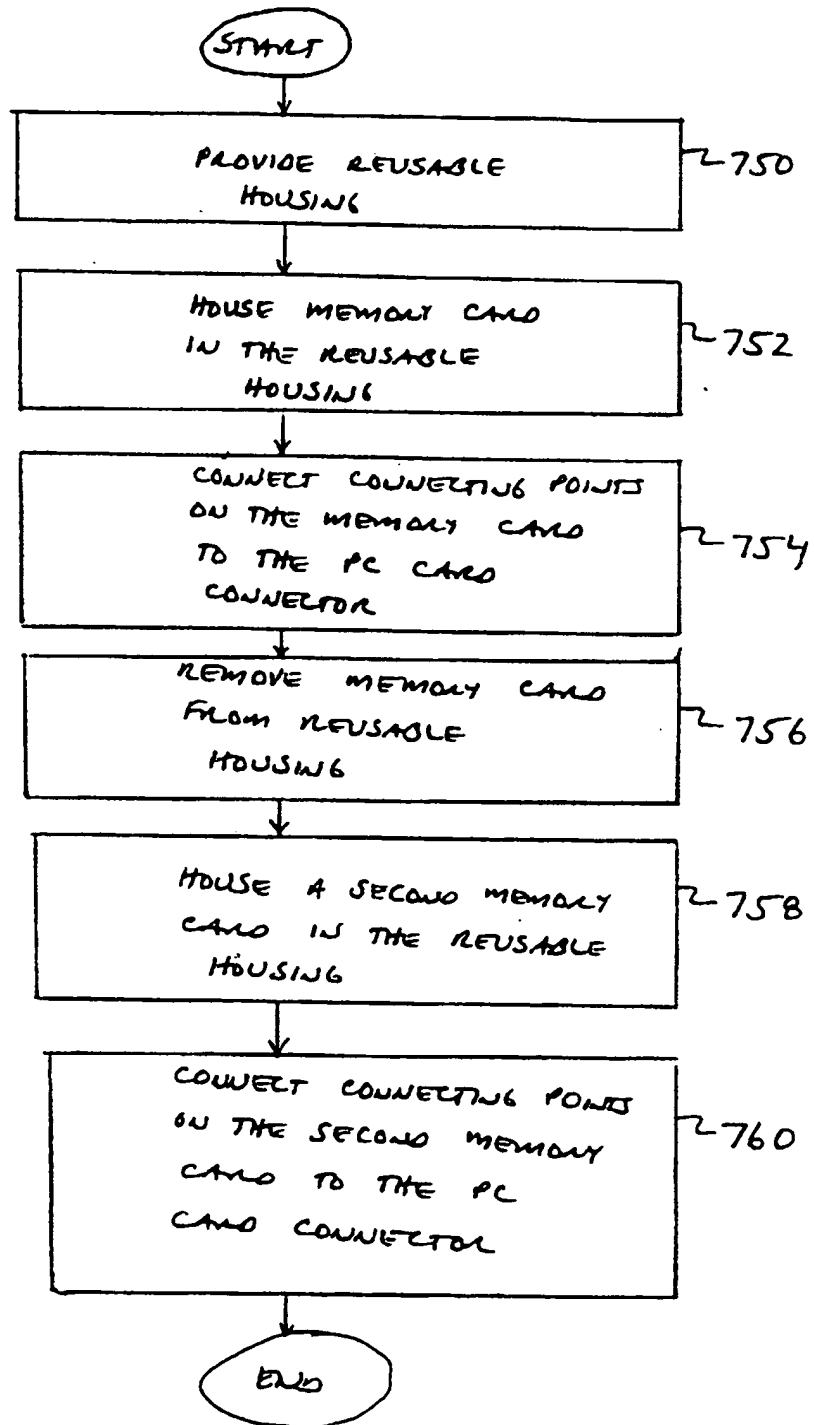 START
PROVIDE REUSABLE
HOUSING
750
HOUSE MEMORY CARD
IN THE REUSABLE
HOUSING
752
CONNECT CONNECTING POINTS
ON THE MEMORY CARD
TO THE PC CARD
CONNECTOR
754
REMOVE MEMORY CARD
FROM REUSABLE
HOUSING
756
HOUSE A SECOND MEMORY
CARD IN THE REUSABLE
HOUSING
758
CONNECT CONNECTING POINTS
ON THE SECOND MEMORY
CARD TO THE PC
CARD CONNECTOR
760
END